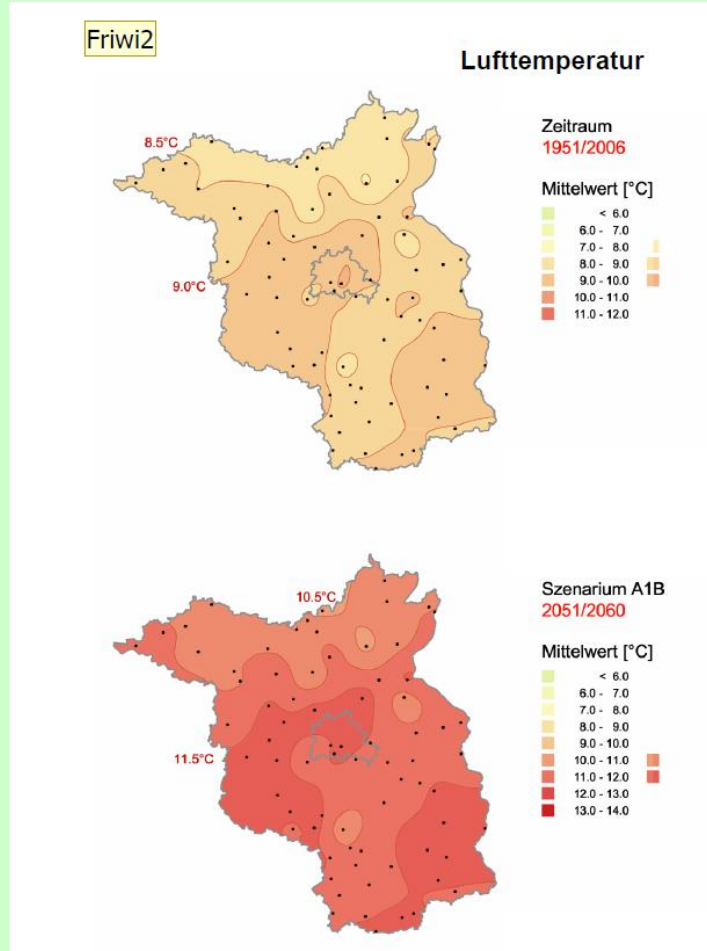 Friwi2
Lufttemperatur
8.5°C
9.0°C
Zeitraum
1951/2006
Mittelwert [°C]
< 6.0
6.0 - 7.0
7.0 - 8.0
8.0 - 9.0
9.0 - 10.0
10.0 - 11.0
11.0 - 12.0
10.5°C
11.5°C
Szenarium A1B
2051/2060
Mittelwert [°C]
< 6.0
6.0 - 7.0
7.0 - 8.0
8.0 - 9.0
9.0 - 10.0
10.0 - 11.0
11.0 - 12.0
12.0 - 13.0
13.0 - 14.0